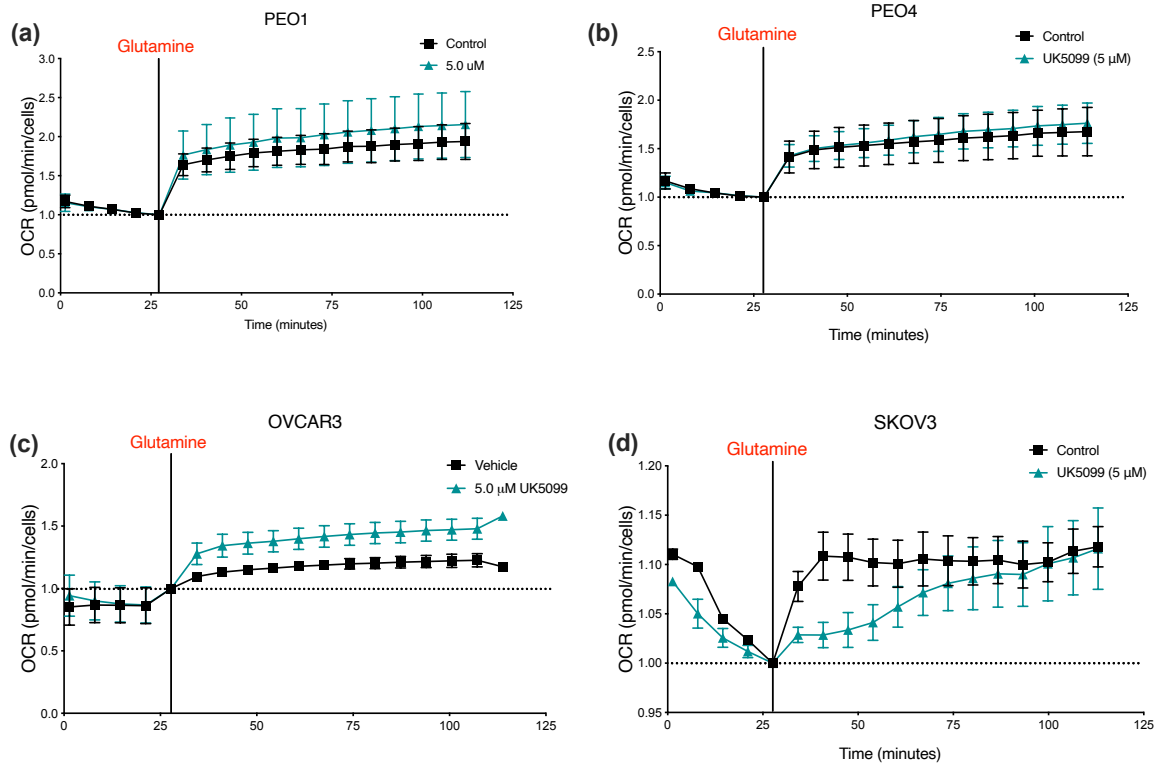 (a)
PEO1
Glutamine
Control
5.0 uM
OCR (pmol/min/cells)
3.0
2.5
2.0
1.5
1.0
0.5
0.0
0 25 50 75 100 125
Time (minutes)
(b)
PEO4
Glutamine
Control
UK5099 (5 μM)
OCR (pmol/min/cells)
2.5
2.0
1.5
1.0
0.5
0.0
0 25 50 75 100 125
Time (minutes)
(c)
OVCAR3
Glutamine
Vehicle
5.0 μM UK5099
OCR (pmol/min/cells)
2.0
1.5
1.0
0.5
0.0
0 25 50 75 100 125
(d)
SKOV3
Glutamine
Control
UK5099 (5 μM)
OCR (pmol/min/cells)
1.20
1.15
1.10
1.05
1.00
0.95
0 25 50 75 100 125
Time (minutes)